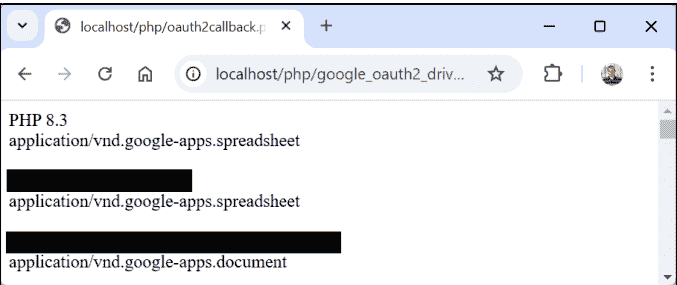 localhost/php/oauth2callback.p
localhost/php/google_oauth2_driv...
PHP 8.3
application/vnd.google-apps.spreadsheet
application/vnd.google-apps.spreadsheet
application/vnd.google-apps.document